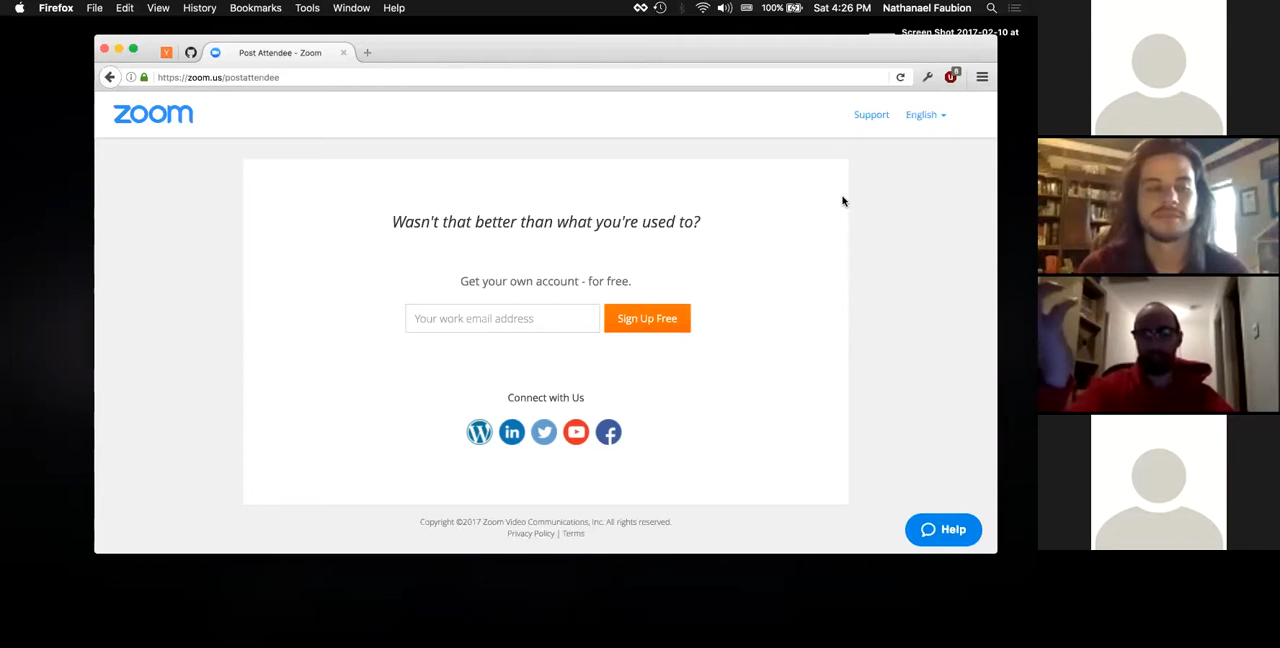 Firefox File Edit View History Bookmarks Tools Window Help 100% Sat 4:26 PM Nathanael Faubion
Screen Shot 2017-02-10 at
Y Post Attendee - Zoom
https://zoom.us/postattendee
8
zoom Support English
Wasn't that better than what you're used to?
Get your own account - for free.
Your work email address Sign Up Free
Connect with Us
Copyright ©2017 Zoom Video Communications, Inc. All rights reserved.
Privacy Policy | Terms
Help